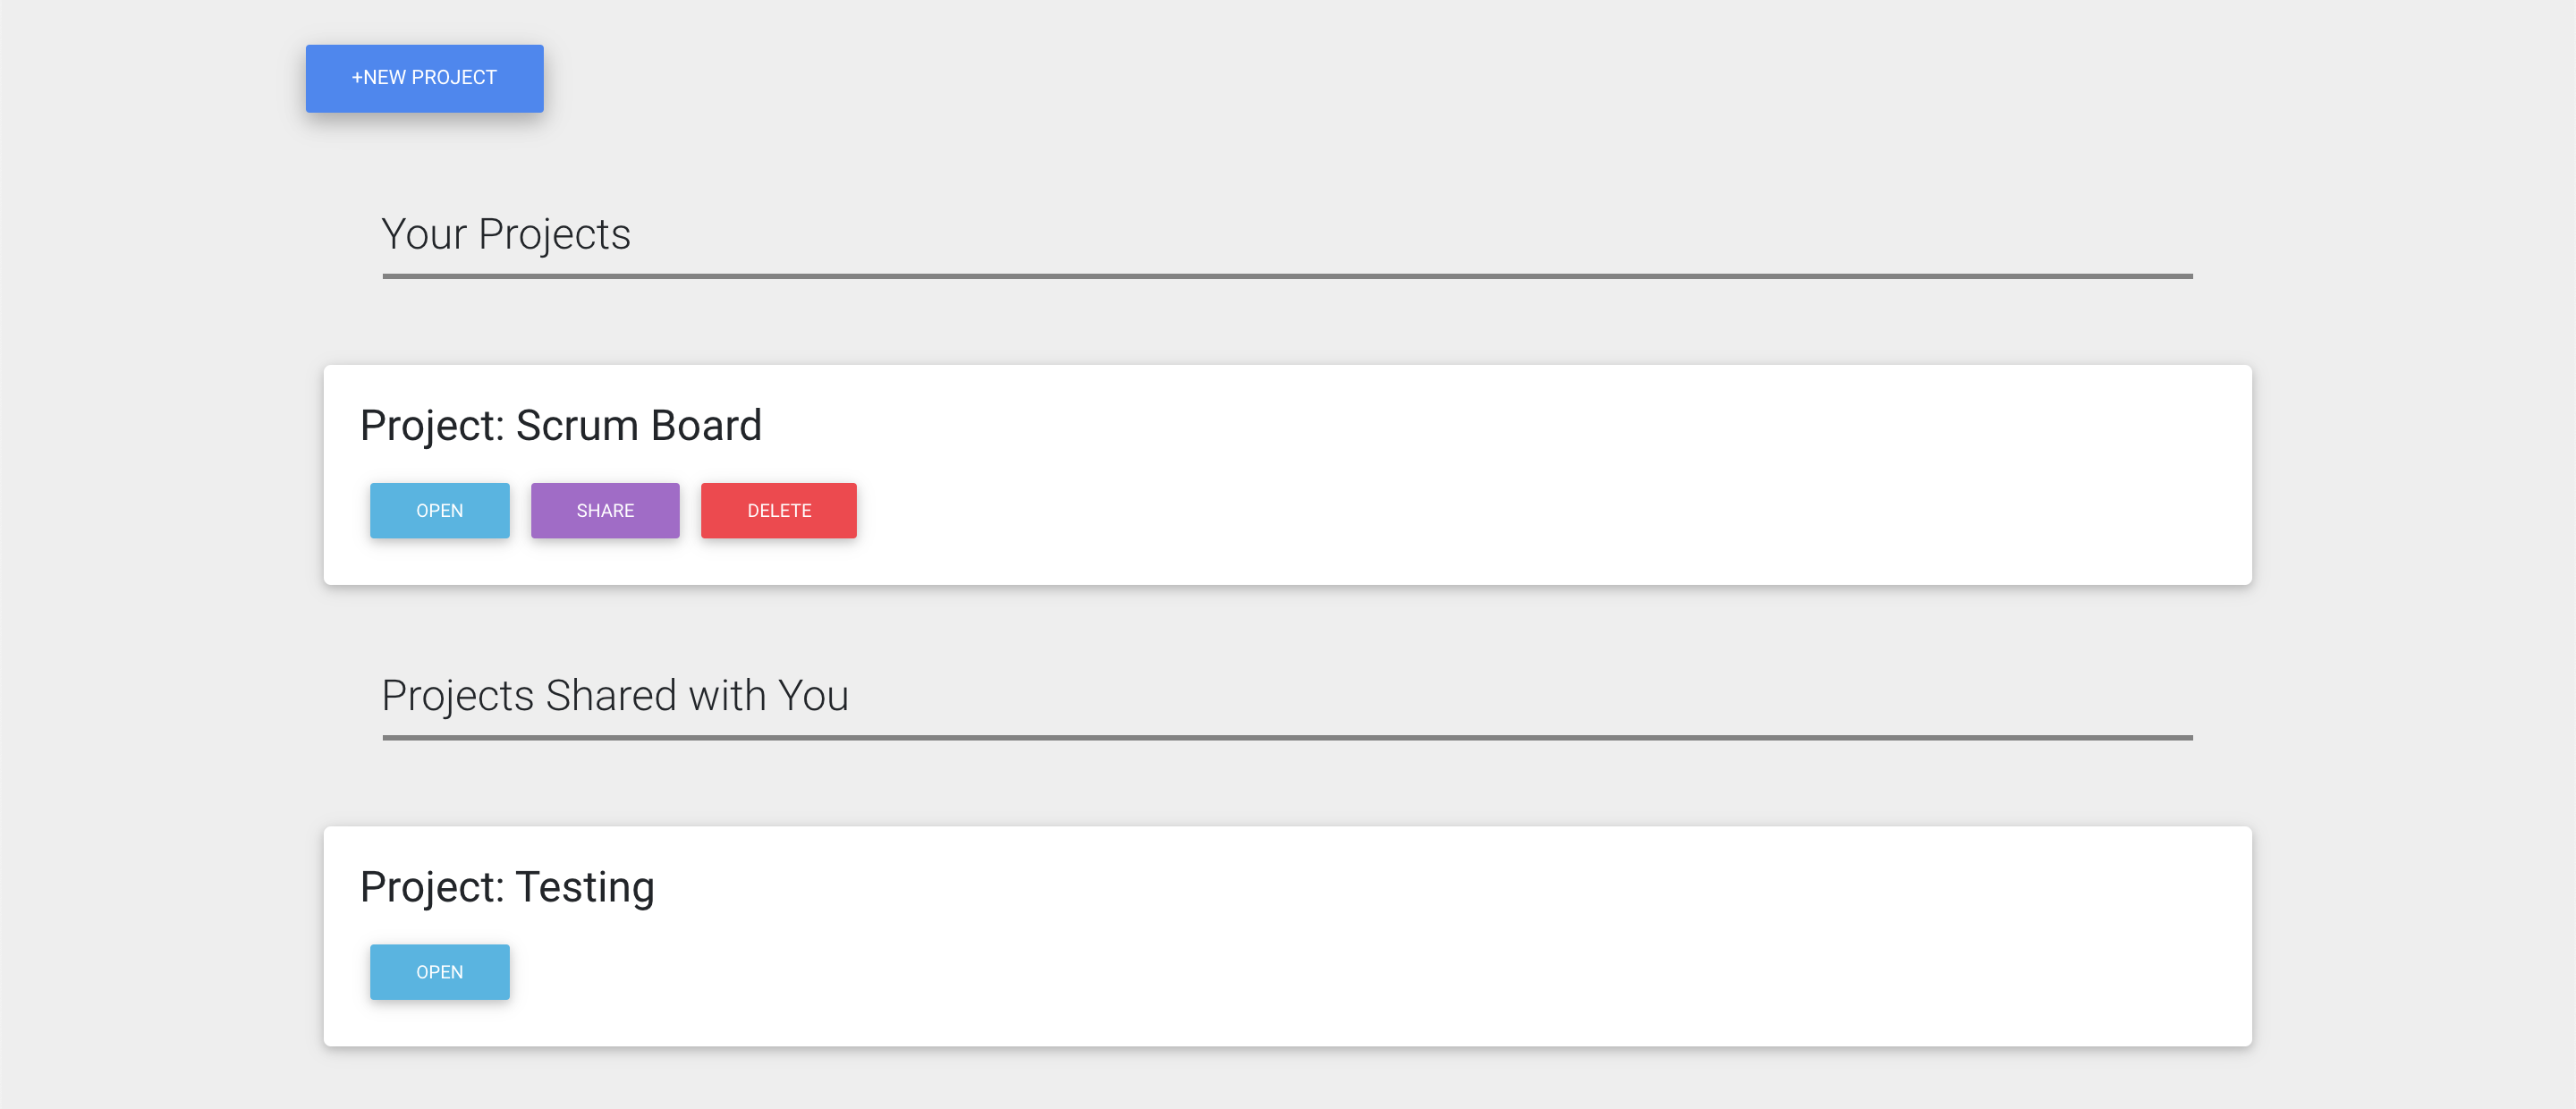 +NEW PROJECT
Your Projects
Project: Scrum Board
OPEN SHARE DELETE
Projects Shared with You
Project: Testing
OPEN